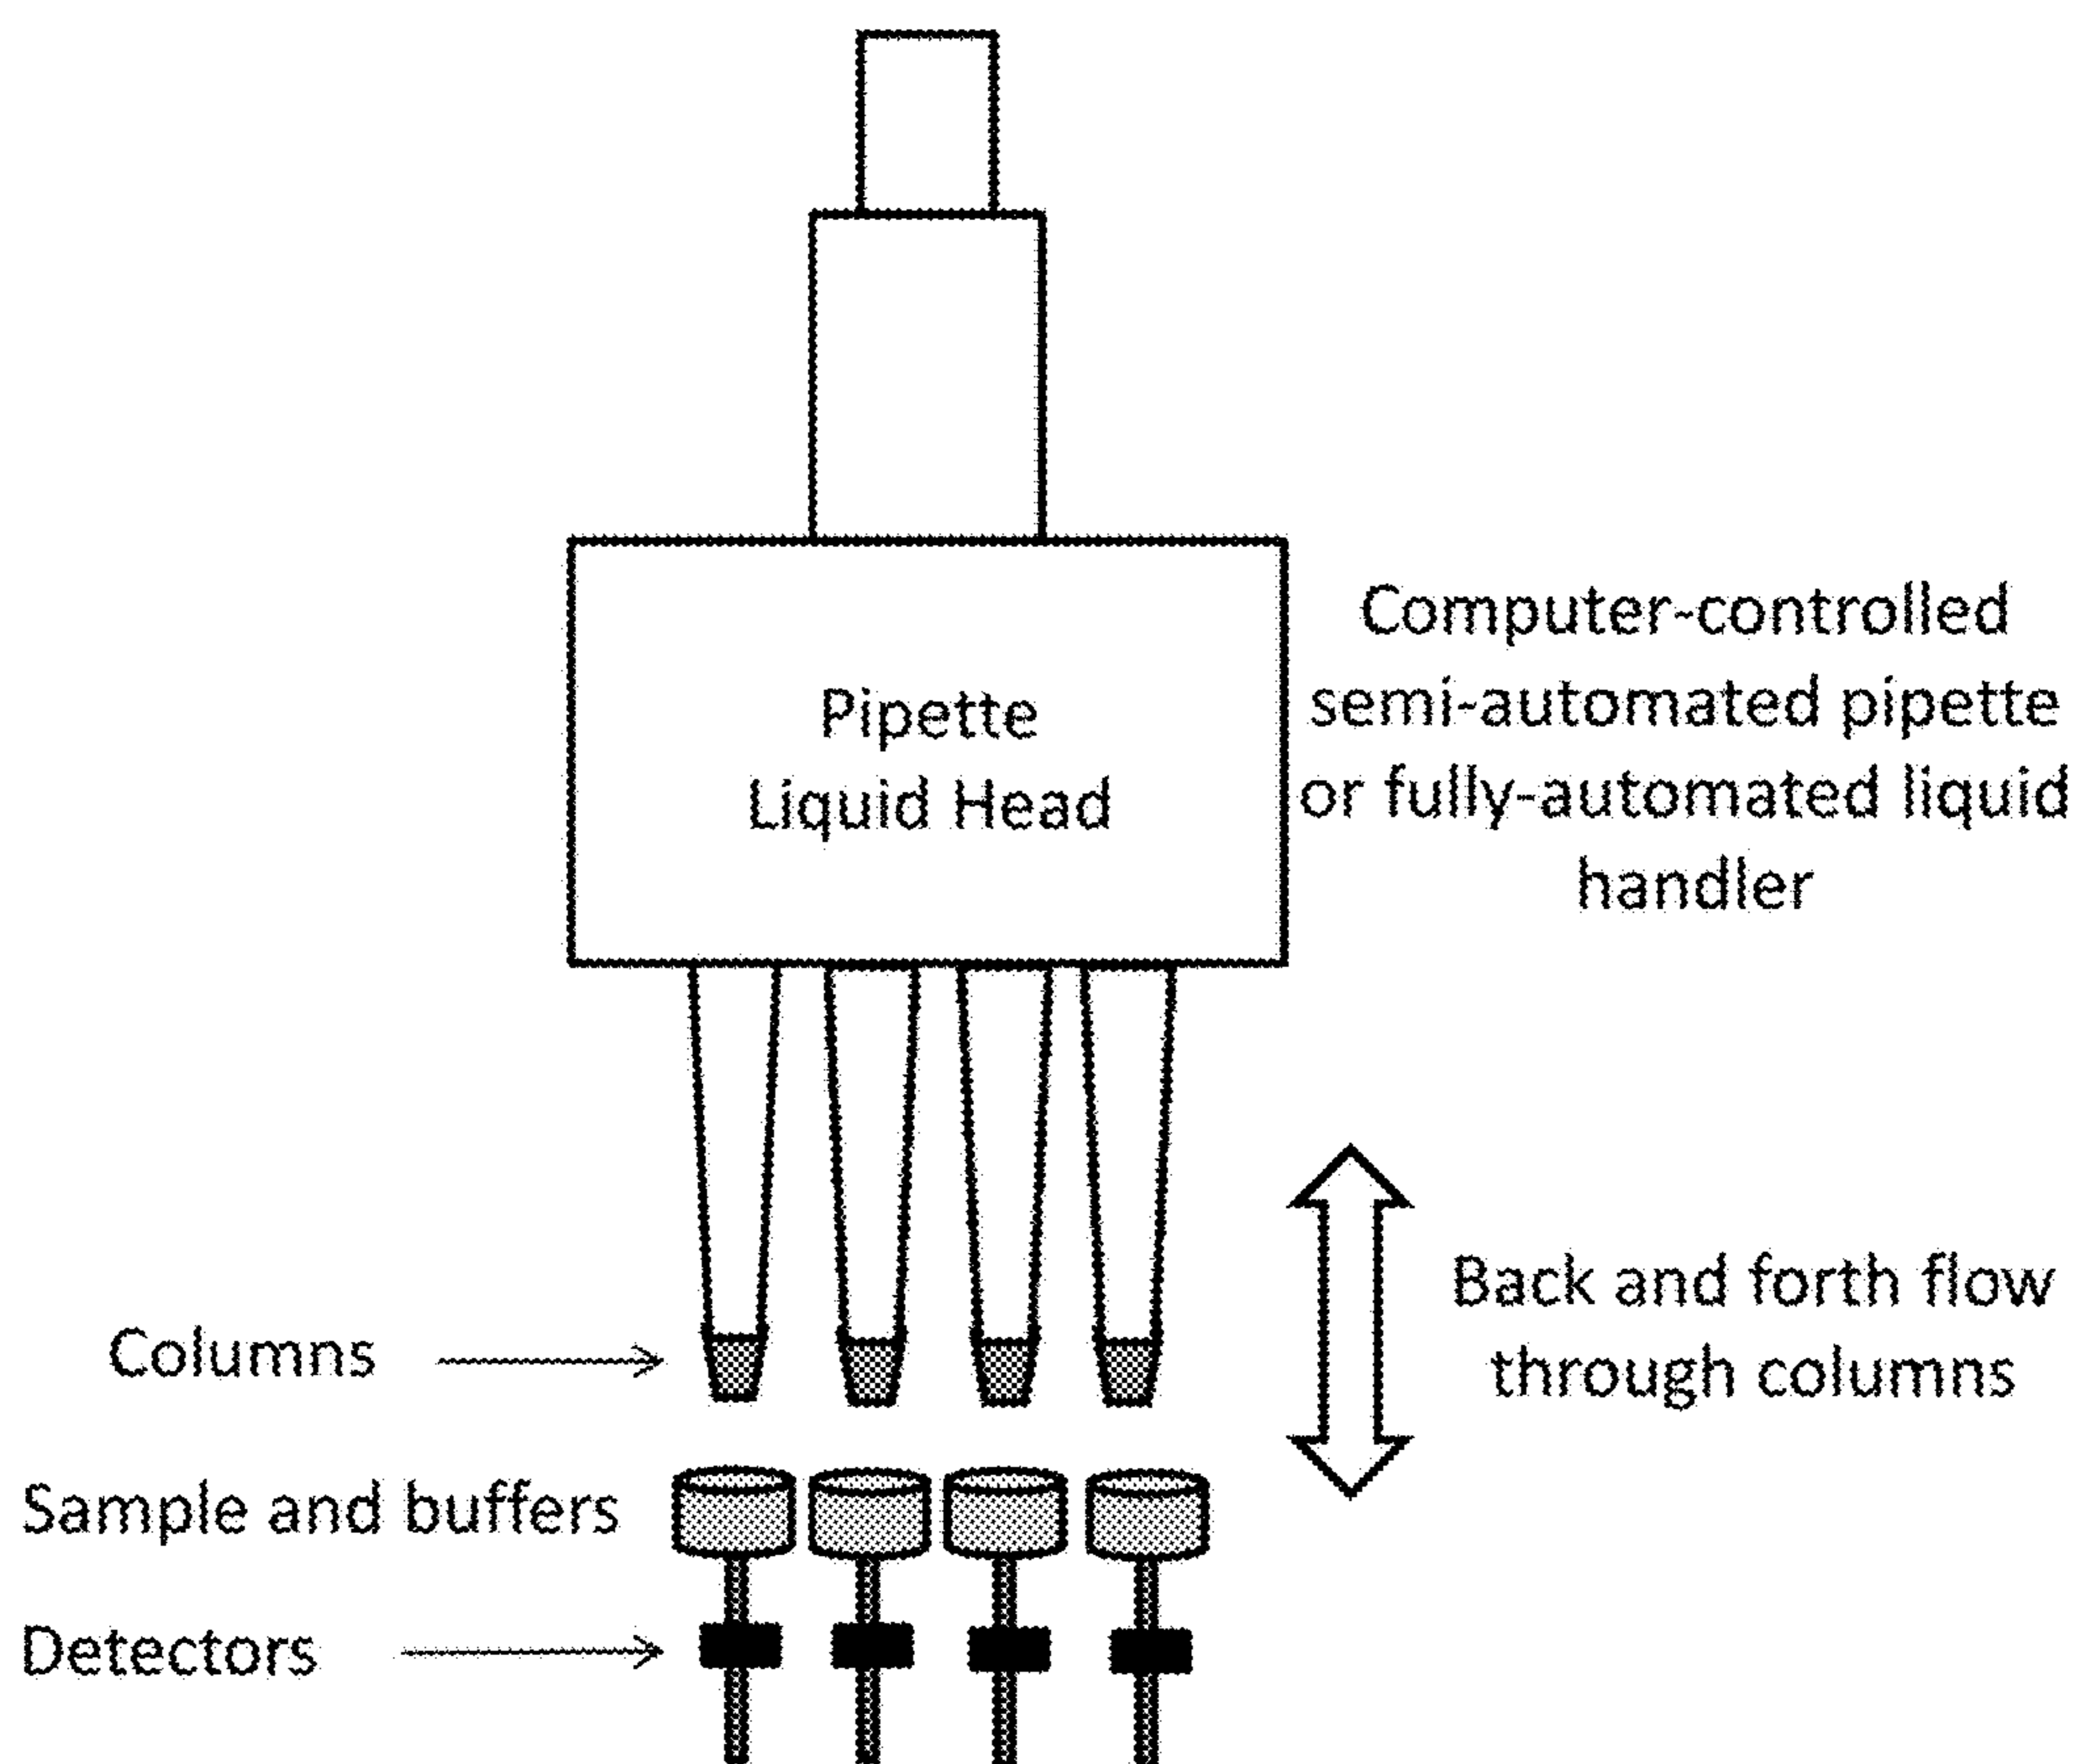 Pipette
Liquid Head
Computer-controlled
semi-automated pipette
or fully-automated liquid
handler
Back and forth flow
through columns
Columns
Sample and buffers
Detectors